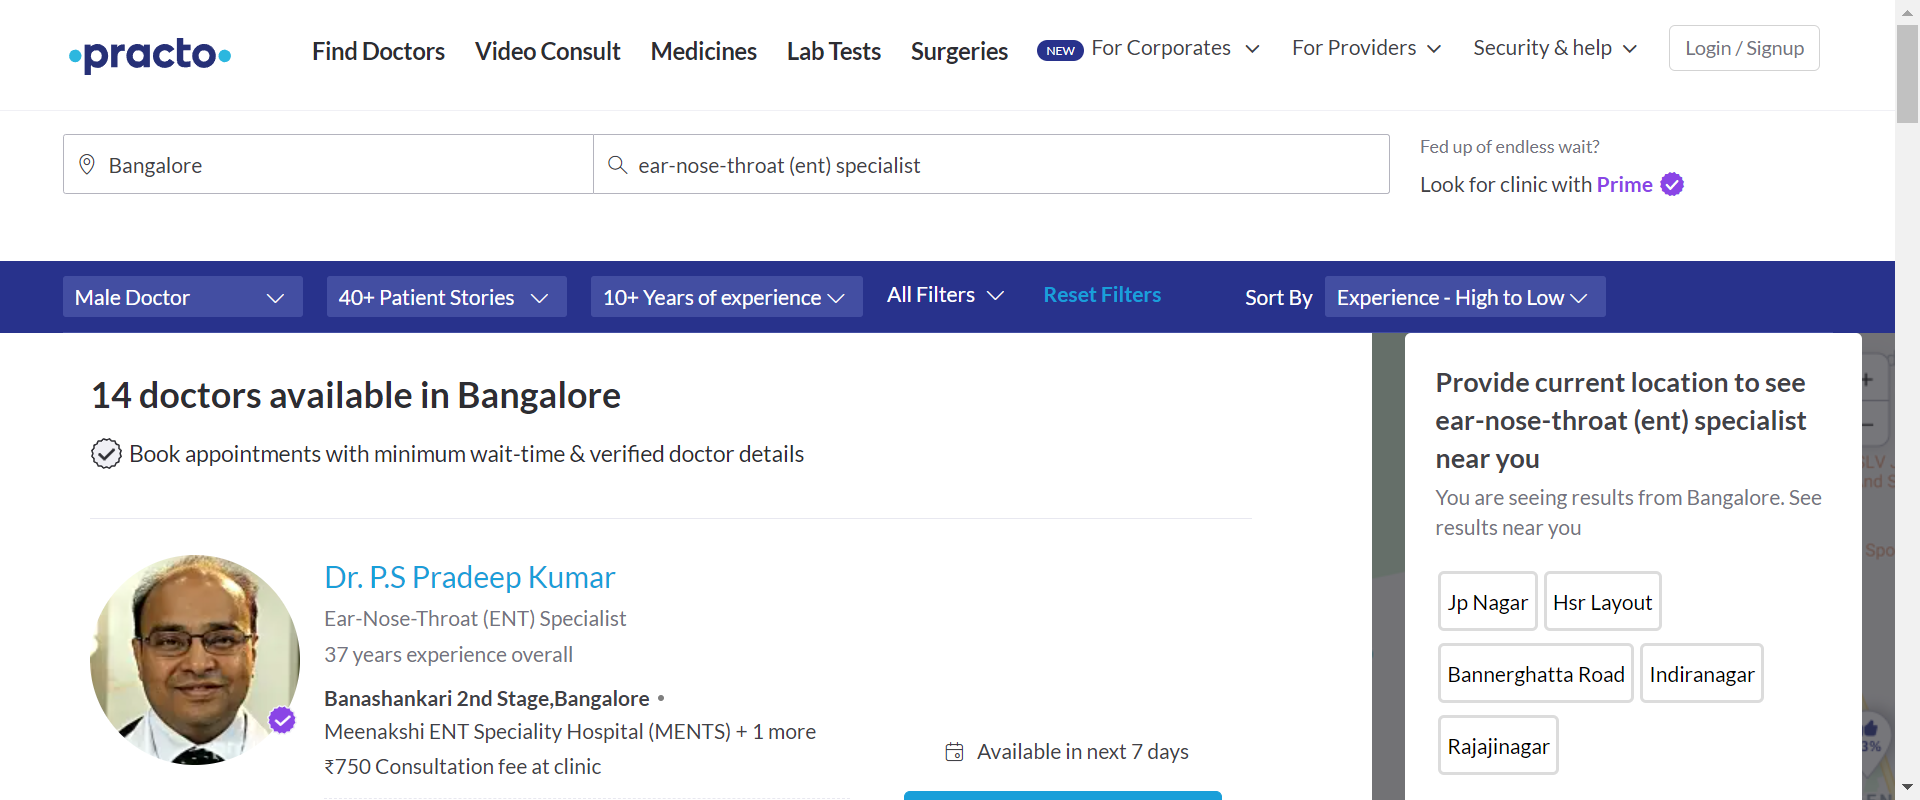 practo
Find Doctors
Video Consult
Medicines
Lab Tests
Surgeries
NEW
For Corporates
For Providers
Security & help
Login / Signup
Bangalore
ear-nose-throat (ent) specialist
Fed up of endless wait?
Look for clinic with Prime
Male Doctor
40+ Patient Stories
10+ Years of experience
All Filters
Reset Filters
Sort By
Experience - High to Low
14 doctors available in Bangalore
Book appointments with minimum wait-time & verified doctor details
Dr. P.S Pradeep Kumar
Ear-Nose-Throat (ENT) Specialist
37 years experience overall
Banashankari 2nd Stage,Bangalore •
Meenakshi ENT Speciality Hospital (MENTS) + 1 more
₹750 Consultation fee at clinic
Available in next 7 days
Provide current location to see
ear-nose-throat (ent) specialist
near you
You are seeing results from Bangalore. See
results near you
Jp Nagar
Hsr Layout
Bannerghatta Road
Indiranagar
Rajajinagar